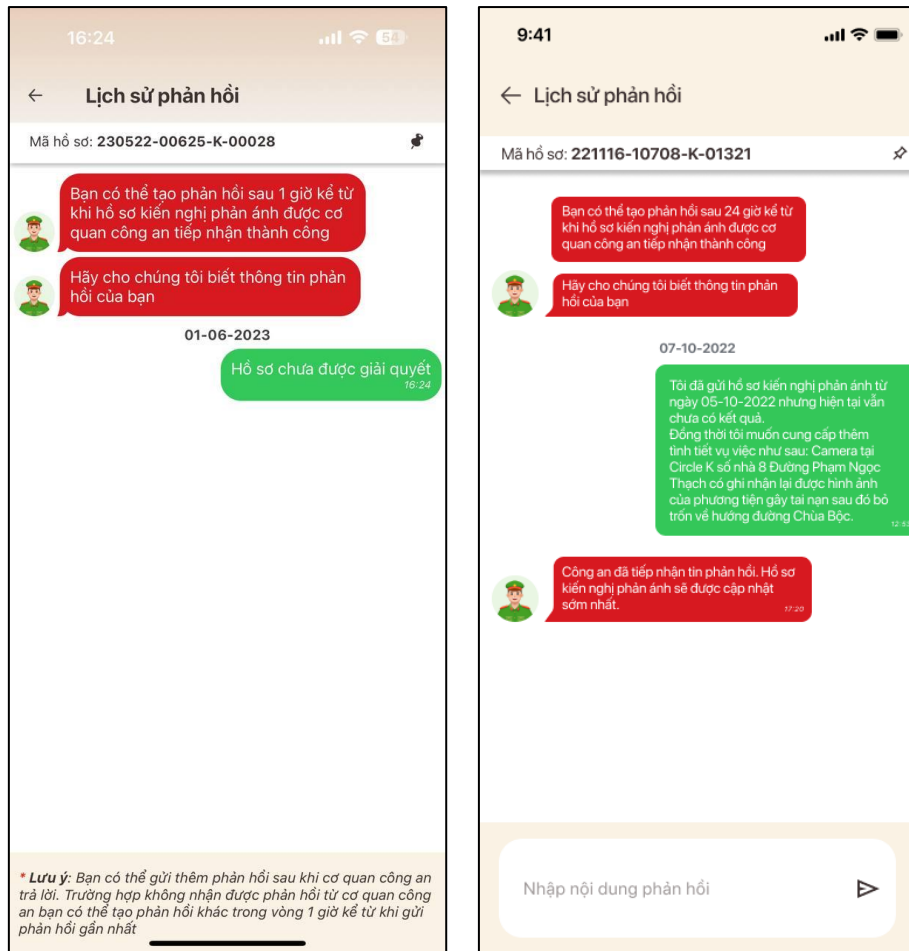 16:24
54
← Lịch sử phản hồi
Mã hồ sơ: 230522-00625-K-00028
Bạn có thể tạo phản hồi sau 1 giờ kể từ
khi hồ sơ kiến nghị phản ánh được cơ
quan công an tiếp nhận thành công
Hãy cho chúng tôi biết thông tin phản
hồi của bạn
01-06-2023
Hồ sơ chưa được giải quyết
16:24
* Lưu ý: Bạn có thể gửi thêm phản hồi sau khi cơ quan công an
trả lời. Trường hợp không nhận được phản hồi từ cơ quan công
an bạn có thể tạo phản hồi khác trong vòng 1 giờ kể từ khi gửi
phản hồi gần nhất
9:41
← Lịch sử phản hồi
Mã hồ sơ: 221116-10708-K-01321
Bạn có thể tạo phản hồi sau 24 giờ kể từ
khi hồ sơ kiến nghị phản ánh được cơ
quan công an tiếp nhận thành công
Hãy cho chúng tôi biết thông tin phản
hồi của bạn
07-10-2022
Tôi đã gửi hồ sơ kiến nghị phản ánh từ
ngày 05-10-2022 nhưng hiện tại vẫn
chưa có kết quả.
Đồng thời tôi muốn cung cấp thêm
tình tiết vụ việc như sau: Camera tại
Circle K số nhà 8 Đường Phạm Ngọc
Thạch có ghi nhận lại được hình ảnh
của phương tiện gây tai nạn sau đó bỏ
trốn về hướng đường Chùa Bộc.
Công an đã tiếp nhận tin phản hồi. Hồ sơ
kiến nghị phản ánh sẽ được cập nhật
sớm nhất.
17:20
Nhập nội dung phản hồi